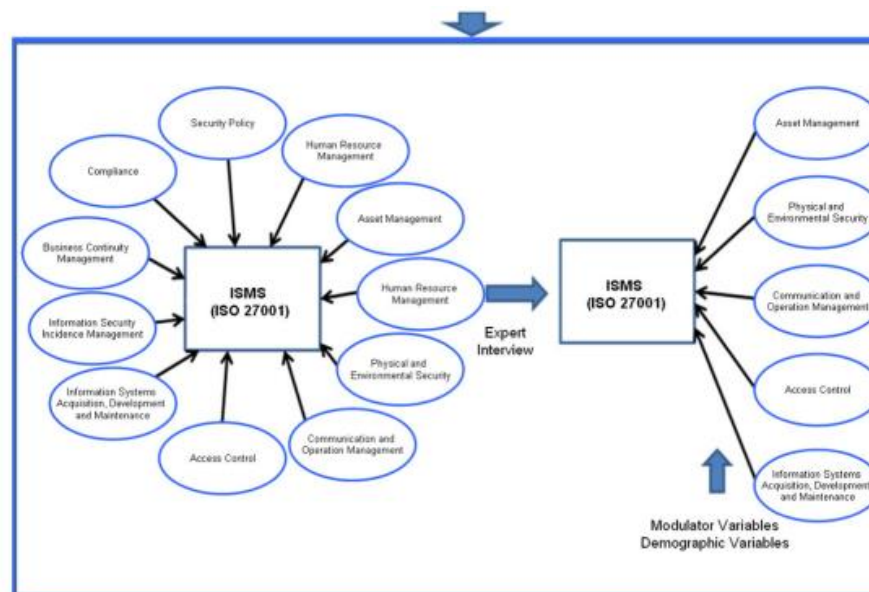 Security Policy
Human Resource
Management
Compliance
Asset Management
Business Continuity
Management
ISMS
(ISO 27001)
Human Resource
Management
Information Security
Incidence Management
Physical and
Environmental Security
Information Systems
Acquisition, Development
and Maintenance
Communication and
Operation Management
Access Control
Expert
Interview
Asset Management
Physical and
Environmental Security
ISMS
(ISO 27001)
Communication and
Operation Management
Access Control
Information Systems
Acquisition, Development
and Maintenance
Modulator Variables
Demographic Variables